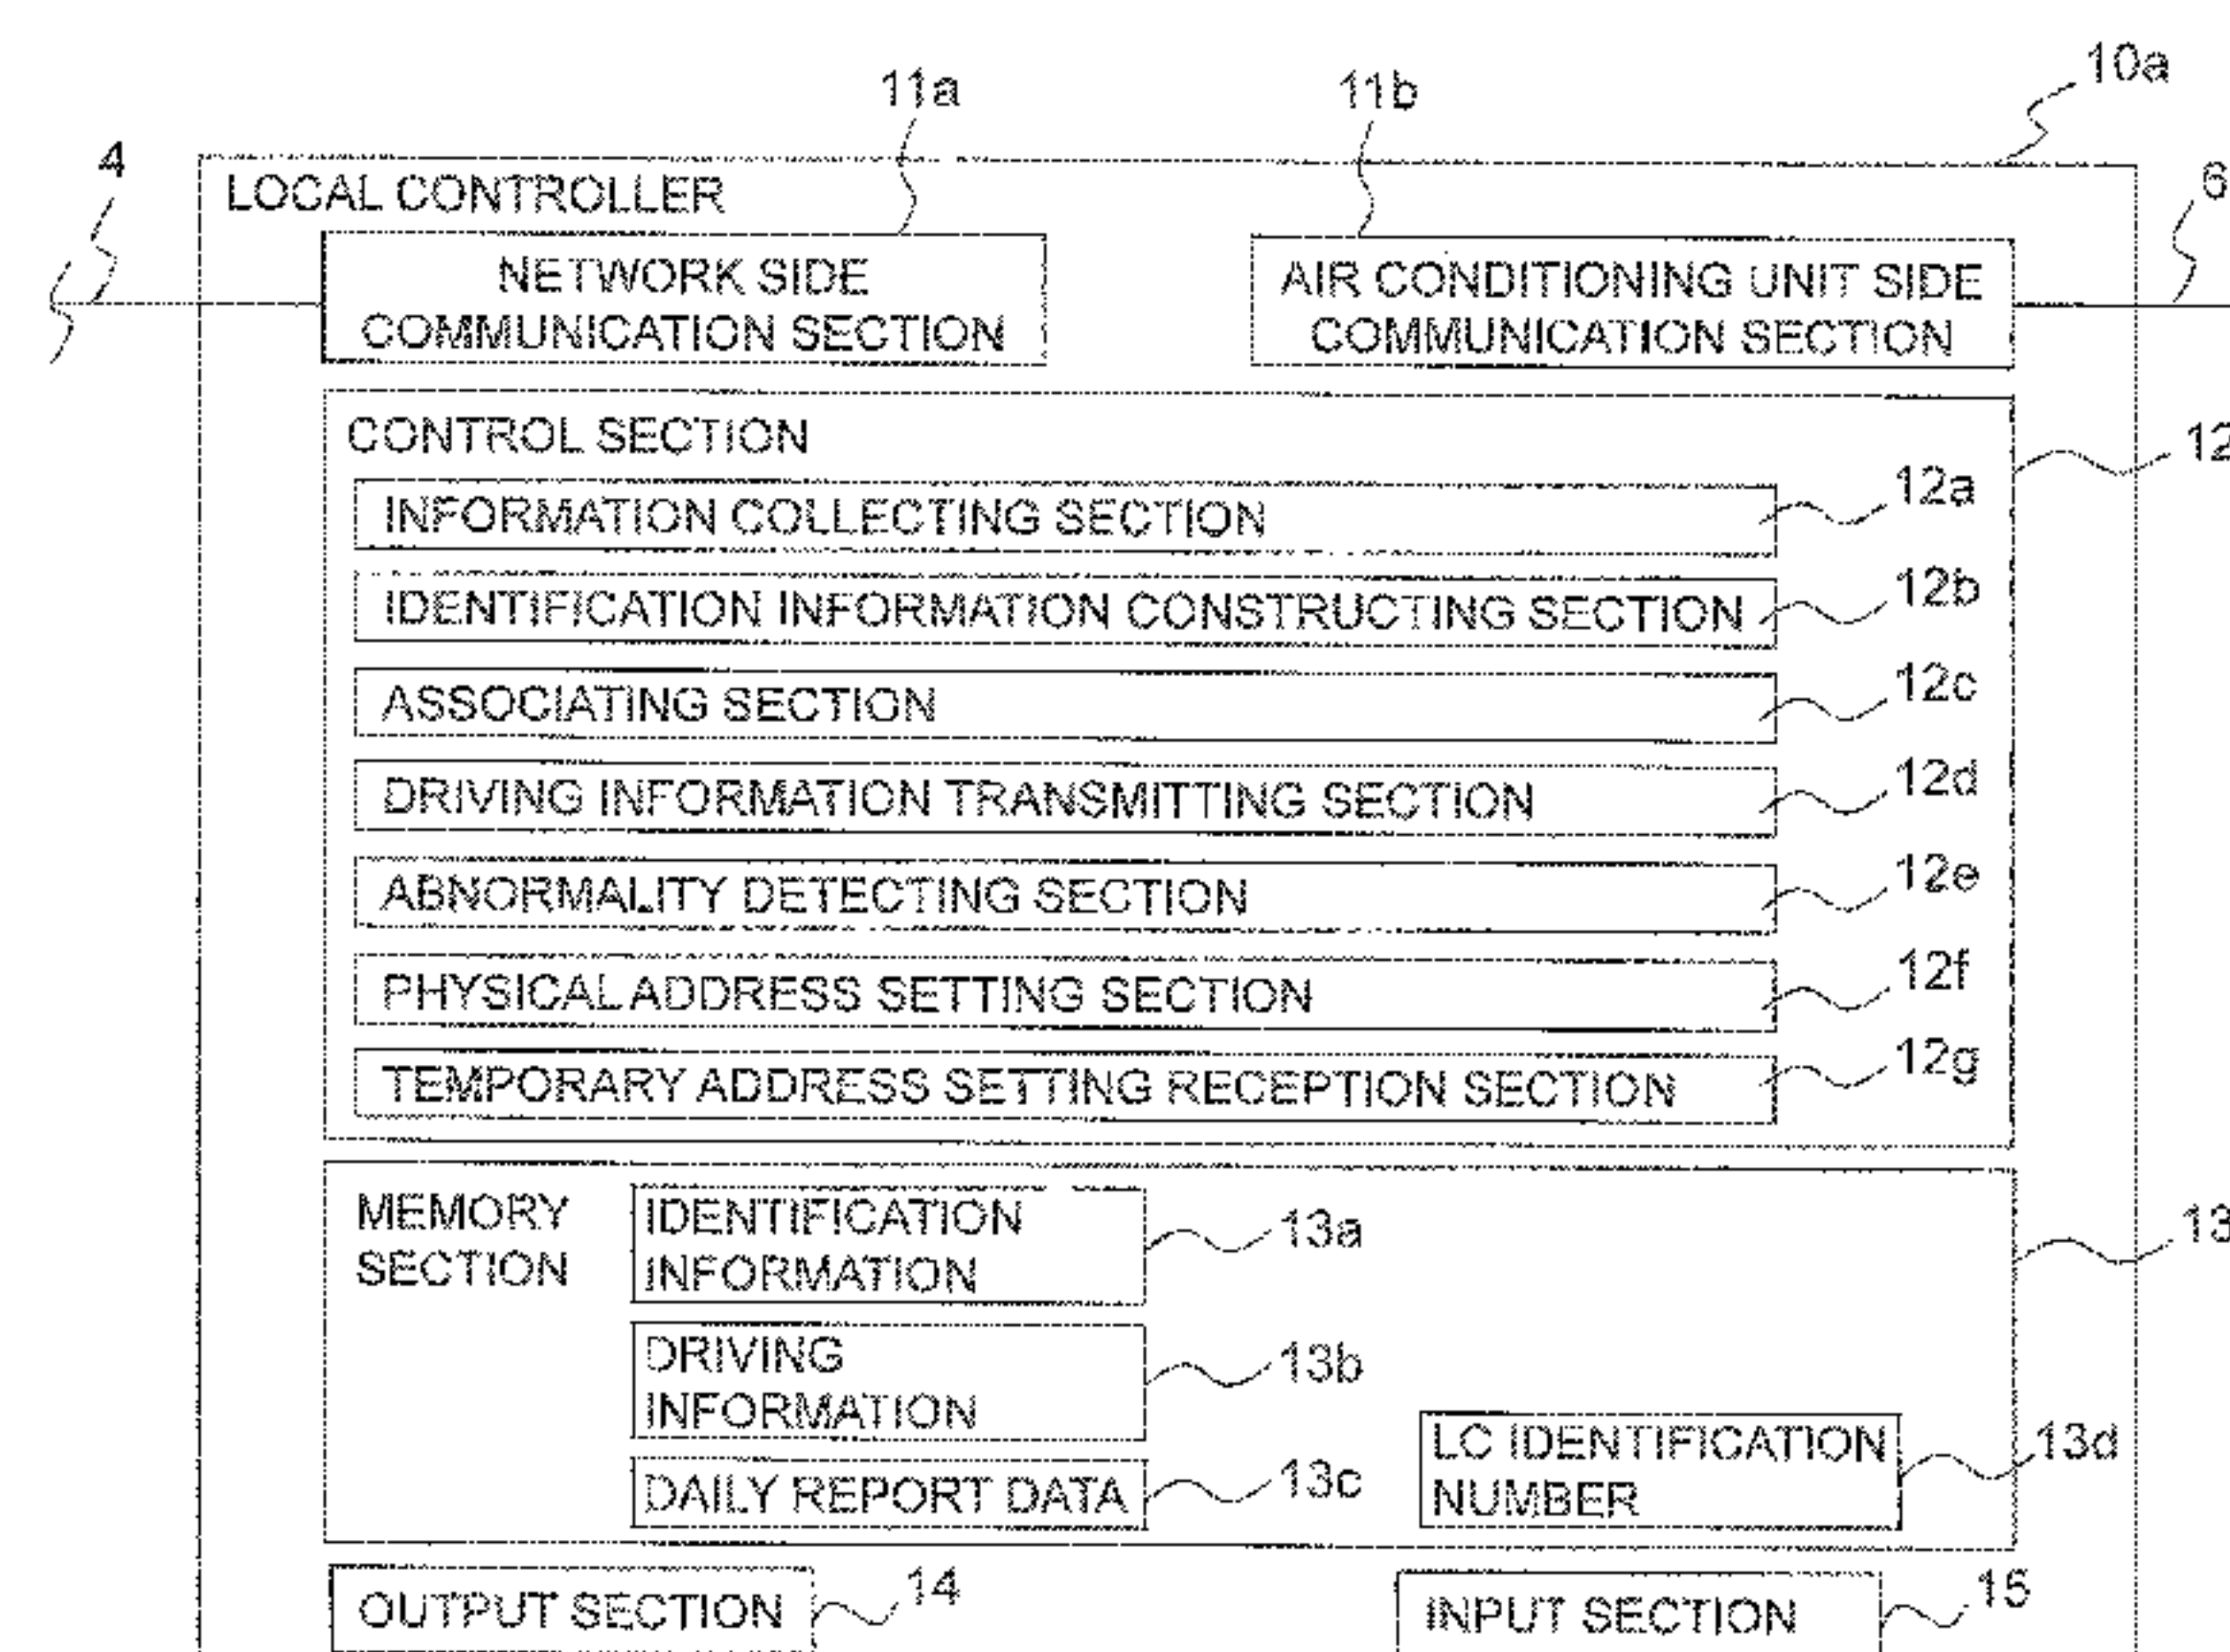 10a
11a
11b
4
6
LOCAL CONTROLLER
NETWORK SIDE
COMMUNICATION SECTION
AIR CONDITIONING UNIT SIDE
COMMUNICATION SECTION
CONTROL SECTION
12
INFORMATION COLLECTING SECTION
12a
IDENTIFICATION INFORMATION CONSTRUCTING SECTION
12b
ASSOCIATING SECTION
12c
DRIVING INFORMATION TRANSMITTING SECTION
12d
ABNORMALITY DETECTING SECTION
12e
PHYSICAL ADDRESS SETTING SECTION
12f
TEMPORARY ADDRESS SETTING RECEPTION SECTION
12g
MEMORY
SECTION
13
IDENTIFICATION
INFORMATION
13a
DRIVING
INFORMATION
13b
DAILY REPORT DATA
13c
LC IDENTIFICATION
NUMBER
13d
OUTPUT SECTION
14
INPUT SECTION
15